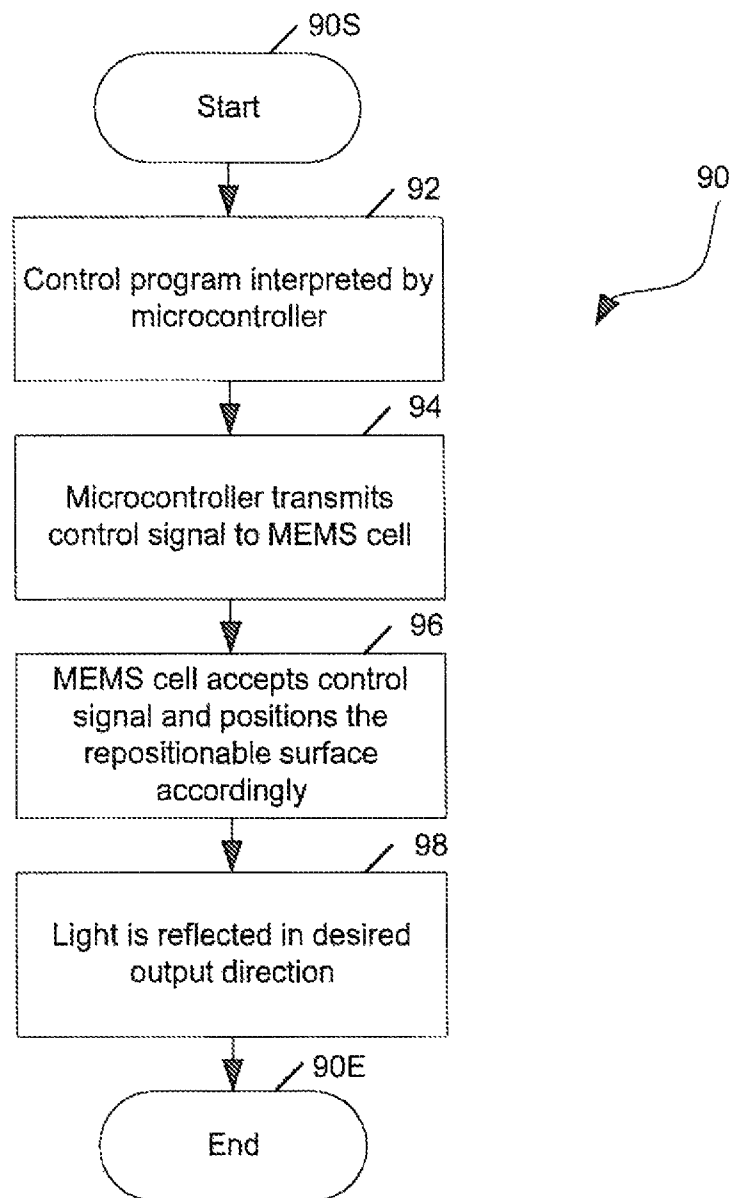 90S
Start
92
90
Control program interpreted by
microcontroller
94
Microcontroller transmits
control signal to MEMS cell
96
MEMS cell accepts control
signal and positions the
repositionable surface
accordingly
98
Light is reflected in desired
output direction
90E
End